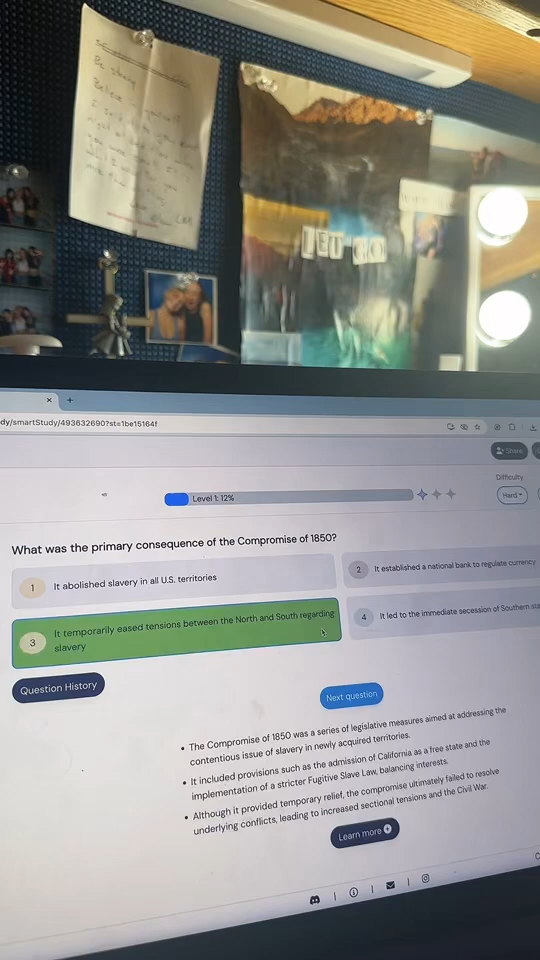 Be strong
LET GO
dy/smartStudy/493632690?st=1be15164f
Share
Difficulty
Level 1: 12%
Hard
What was the primary consequence of the Compromise of 1850?
1 It abolished slavery in all U.S. territories
2 It established a national bank to regulate currency
3 It temporarily eased tensions between the North and South regarding
slavery
4 It led to the immediate secession of Southern sta
Question History
Next question
• The Compromise of 1850 was a series of legislative measures aimed at addressing the
contentious issue of slavery in newly acquired territories.
• It included provisions such as the admission of California as a free state and the
implementation of a stricter Fugitive Slave Law, balancing interests.
• Although it provided temporary relief, the compromise ultimately failed to resolve
underlying conflicts, leading to increased sectional tensions and the Civil War.
Learn more